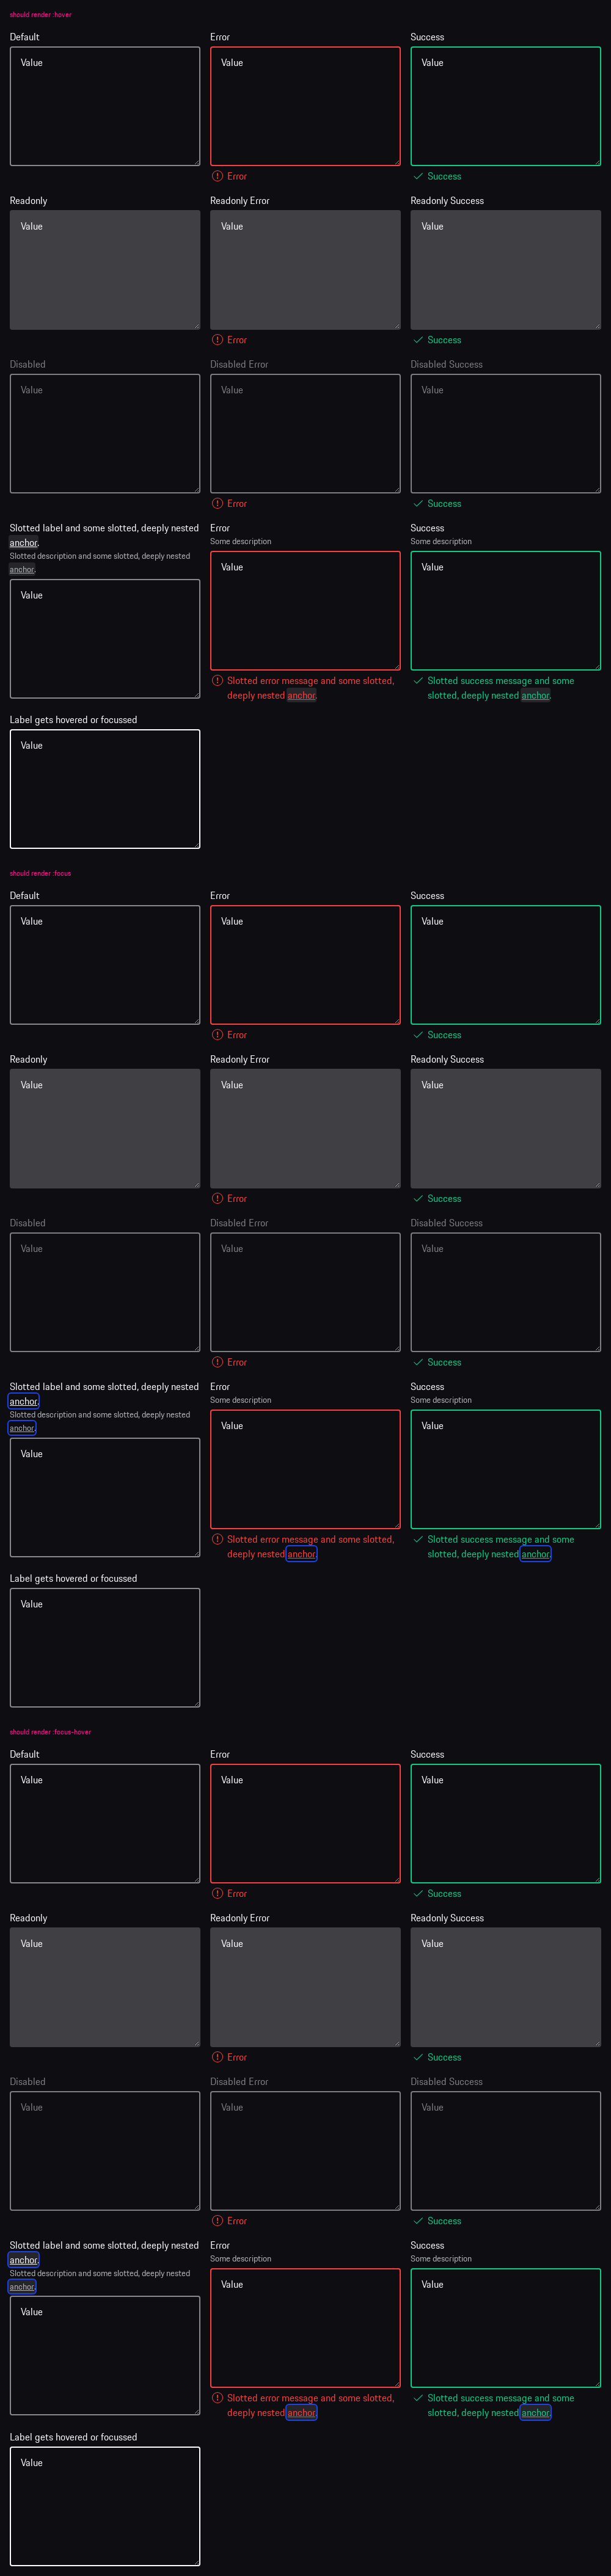 should render :hover
Default
Error
Success
Value
Value
Value
Error
Success
Readonly
Readonly Error
Readonly Success
Value
Value
Value
Error
Success
Disabled
Disabled Error
Disabled Success
Value
Value
Value
Error
Success
Slotted label and some slotted, deeply nested
anchor.
Slotted description and some slotted, deeply nested
anchor.
Value
Error
Some description
Value
Slotted error message and some slotted,
deeply nested anchor.
Success
Some description
Value
Slotted success message and some
slotted, deeply nested anchor.
Label gets hovered or focussed
Value
should render :focus
Default
Error
Success
Value
Value
Value
Error
Success
Readonly
Readonly Error
Readonly Success
Value
Value
Value
Error
Success
Disabled
Disabled Error
Disabled Success
Value
Value
Value
Error
Success
Slotted label and some slotted, deeply nested
anchor.
Slotted description and some slotted, deeply nested
anchor.
Value
Error
Some description
Value
Slotted error message and some slotted,
deeply nested anchor.
Success
Some description
Value
Slotted success message and some
slotted, deeply nested anchor.
Label gets hovered or focussed
Value
should render :focus-hover
Default
Error
Success
Value
Value
Value
Error
Success
Readonly
Readonly Error
Readonly Success
Value
Value
Value
Error
Success
Disabled
Disabled Error
Disabled Success
Value
Value
Value
Error
Success
Slotted label and some slotted, deeply nested
anchor.
Slotted description and some slotted, deeply nested
anchor.
Value
Error
Some description
Value
Slotted error message and some slotted,
deeply nested anchor.
Success
Some description
Value
Slotted success message and some
slotted, deeply nested anchor.
Label gets hovered or focussed
Value